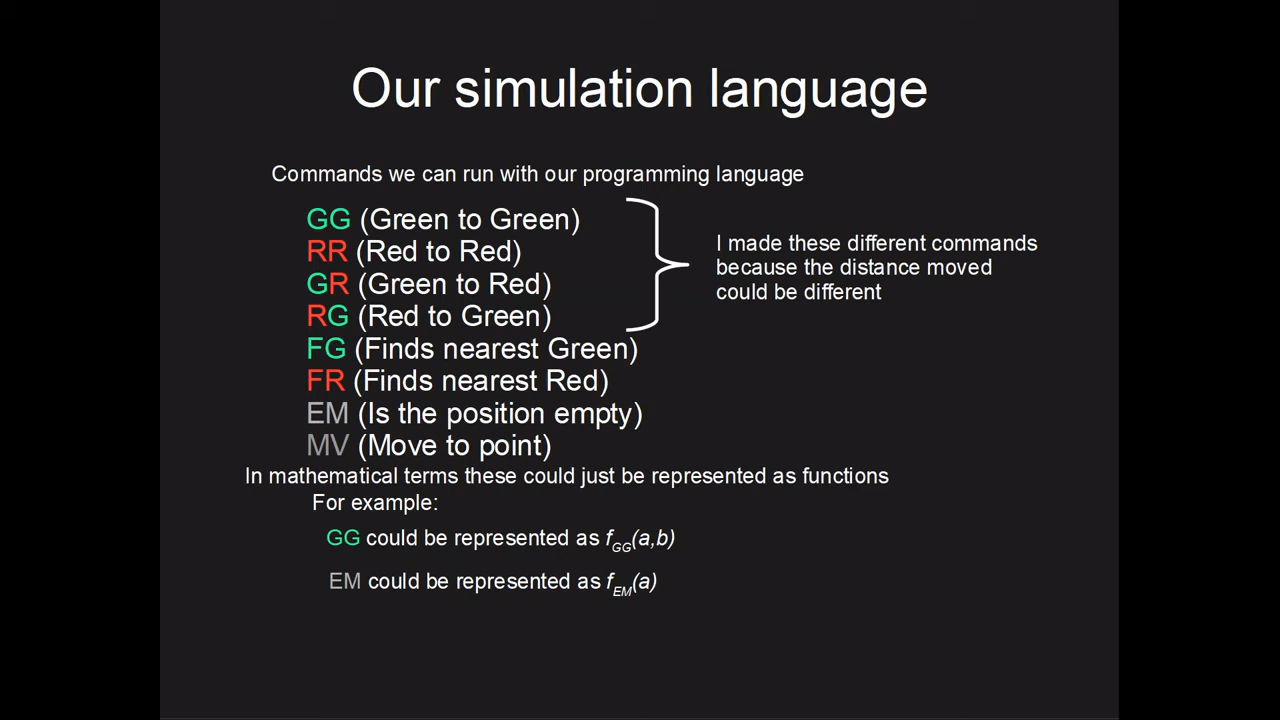 Our simulation language
Commands we can run with our programming language
GG (Green to Green)
RR (Red to Red)
GR (Green to Red)
RG (Red to Green)
I made these different commands
because the distance moved
could be different
FG (Finds nearest Green)
FR (Finds nearest Red)
EM (Is the position empty)
MV (Move to point)
In mathematical terms these could just be represented as functions
For example:
GG could be represented as fGG(a,b)
EM could be represented as fEM(a)